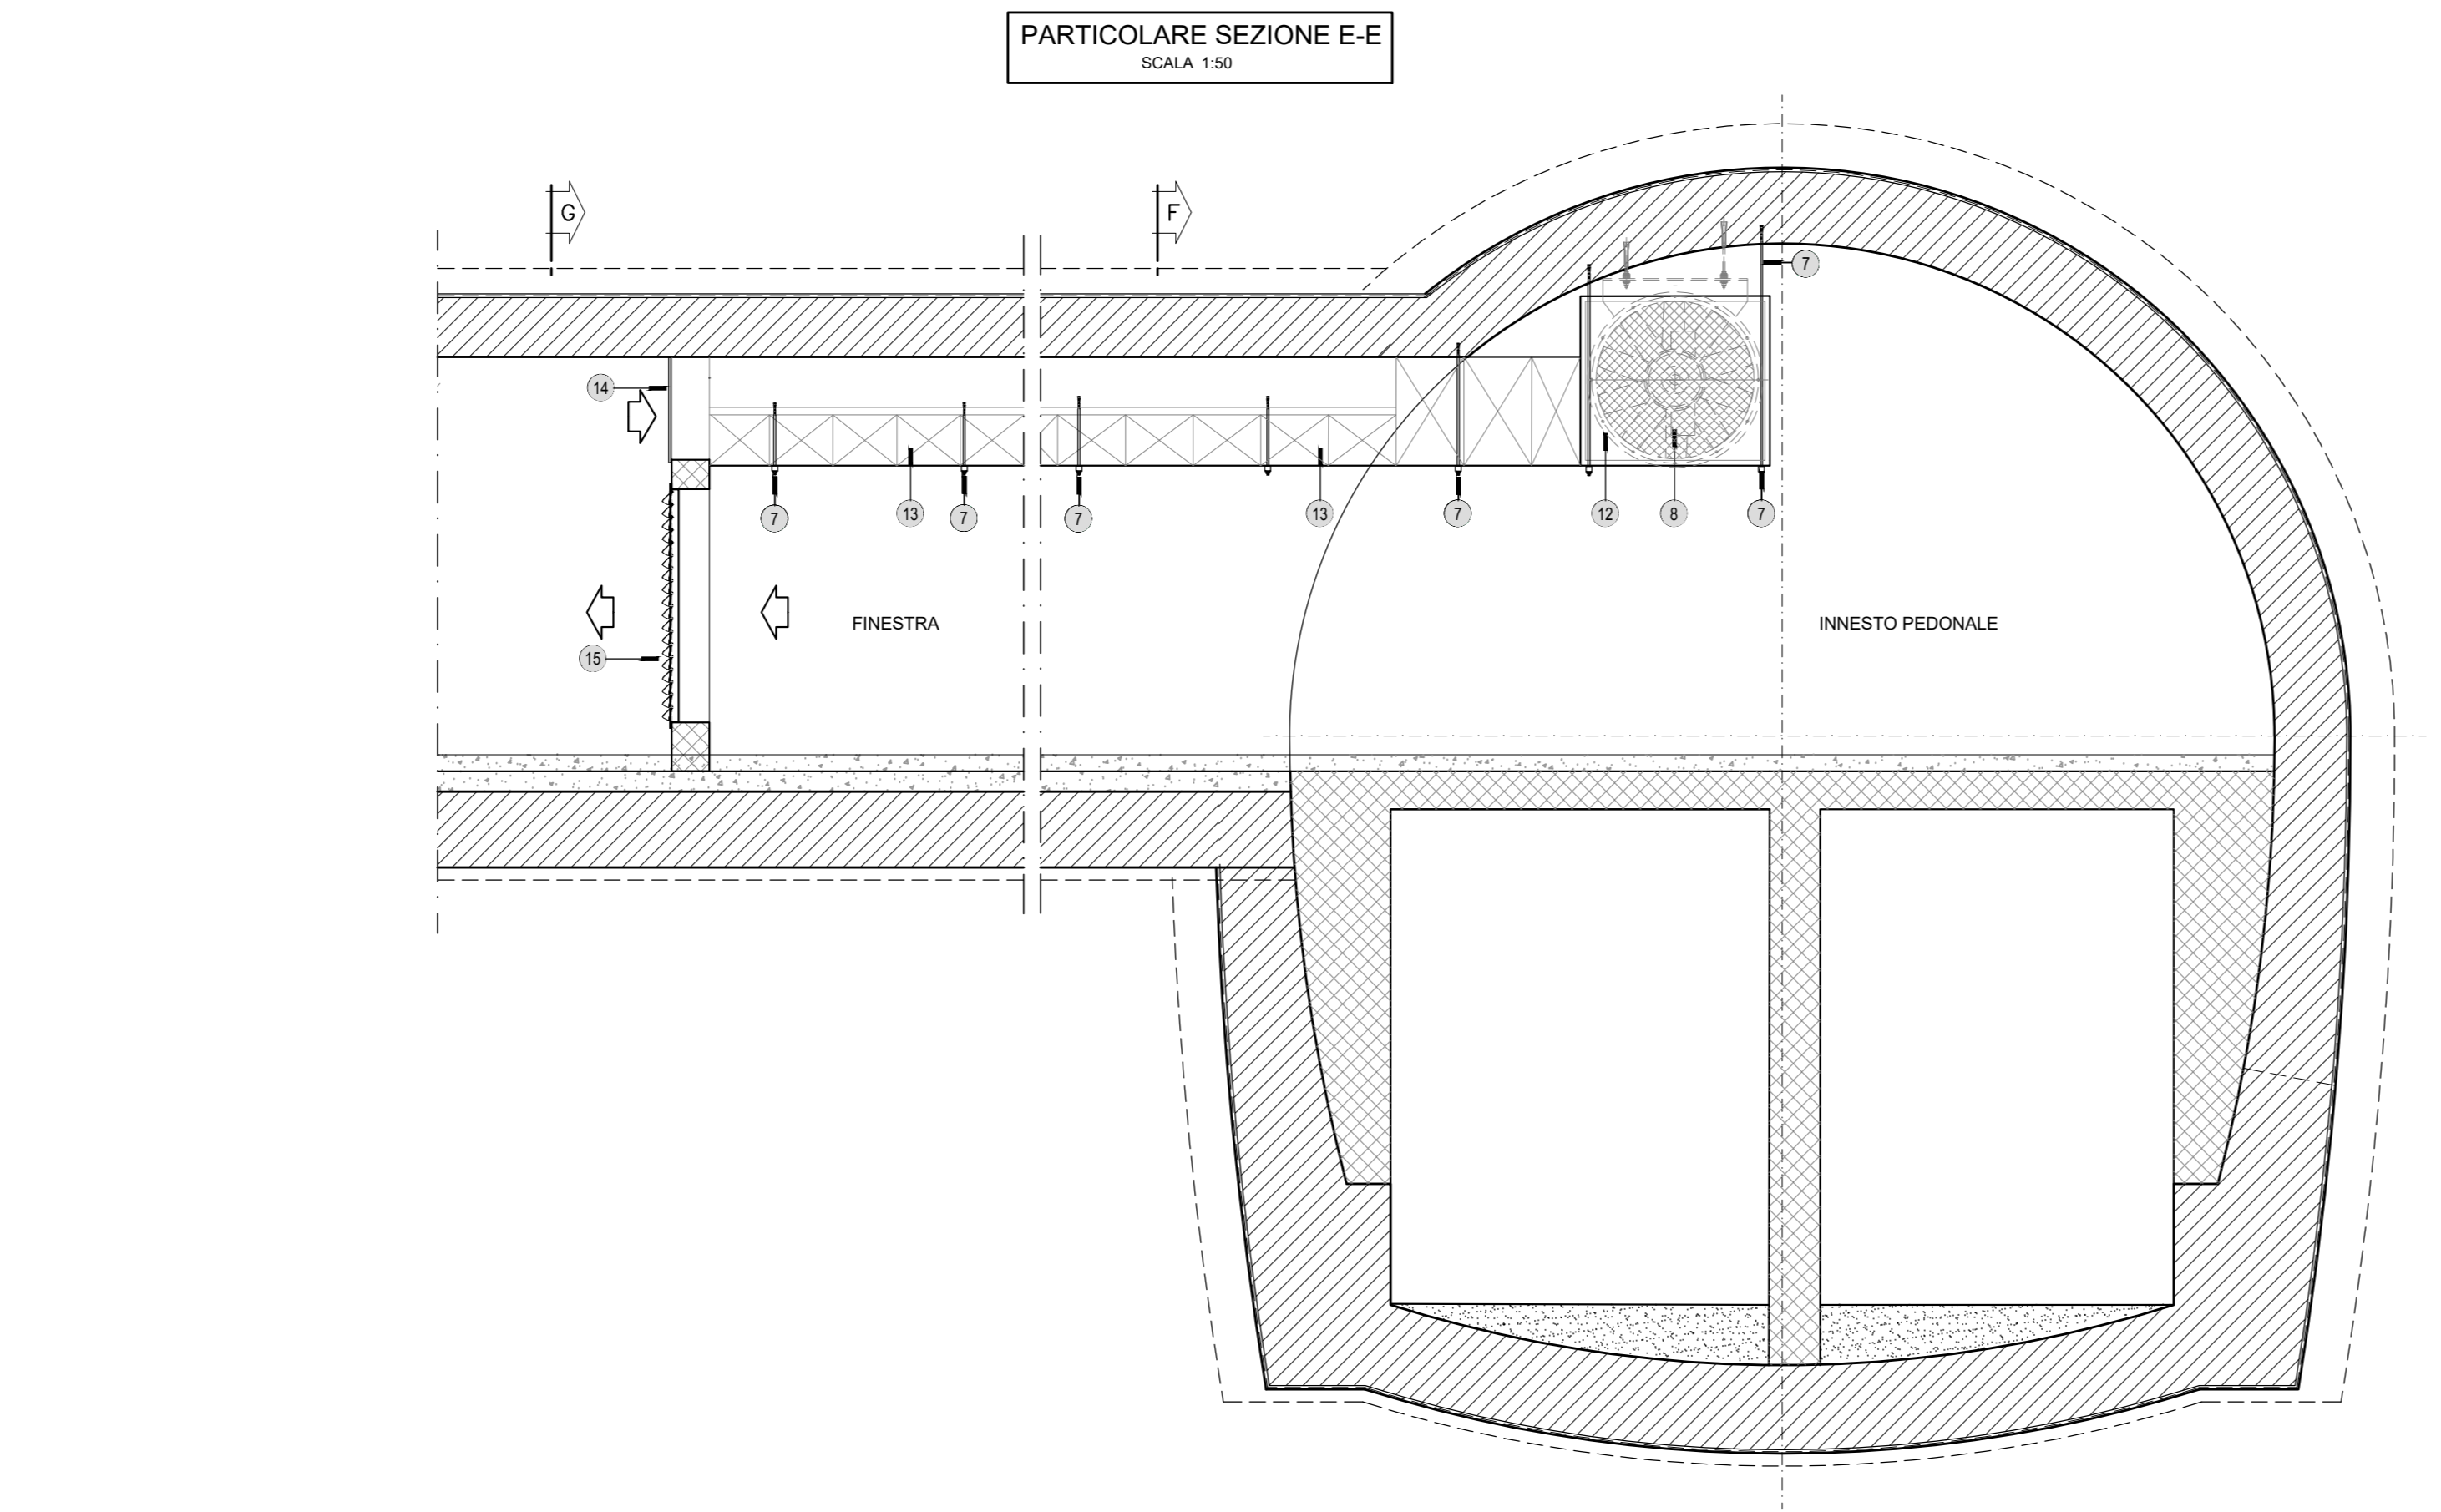 PARTICOLARE SEZIONE E-E
SCALA 1:50
G
F
7
14
7
13
7
7
13
7
12
8
7
FINESTRA
INNESTO PEDONALE
15